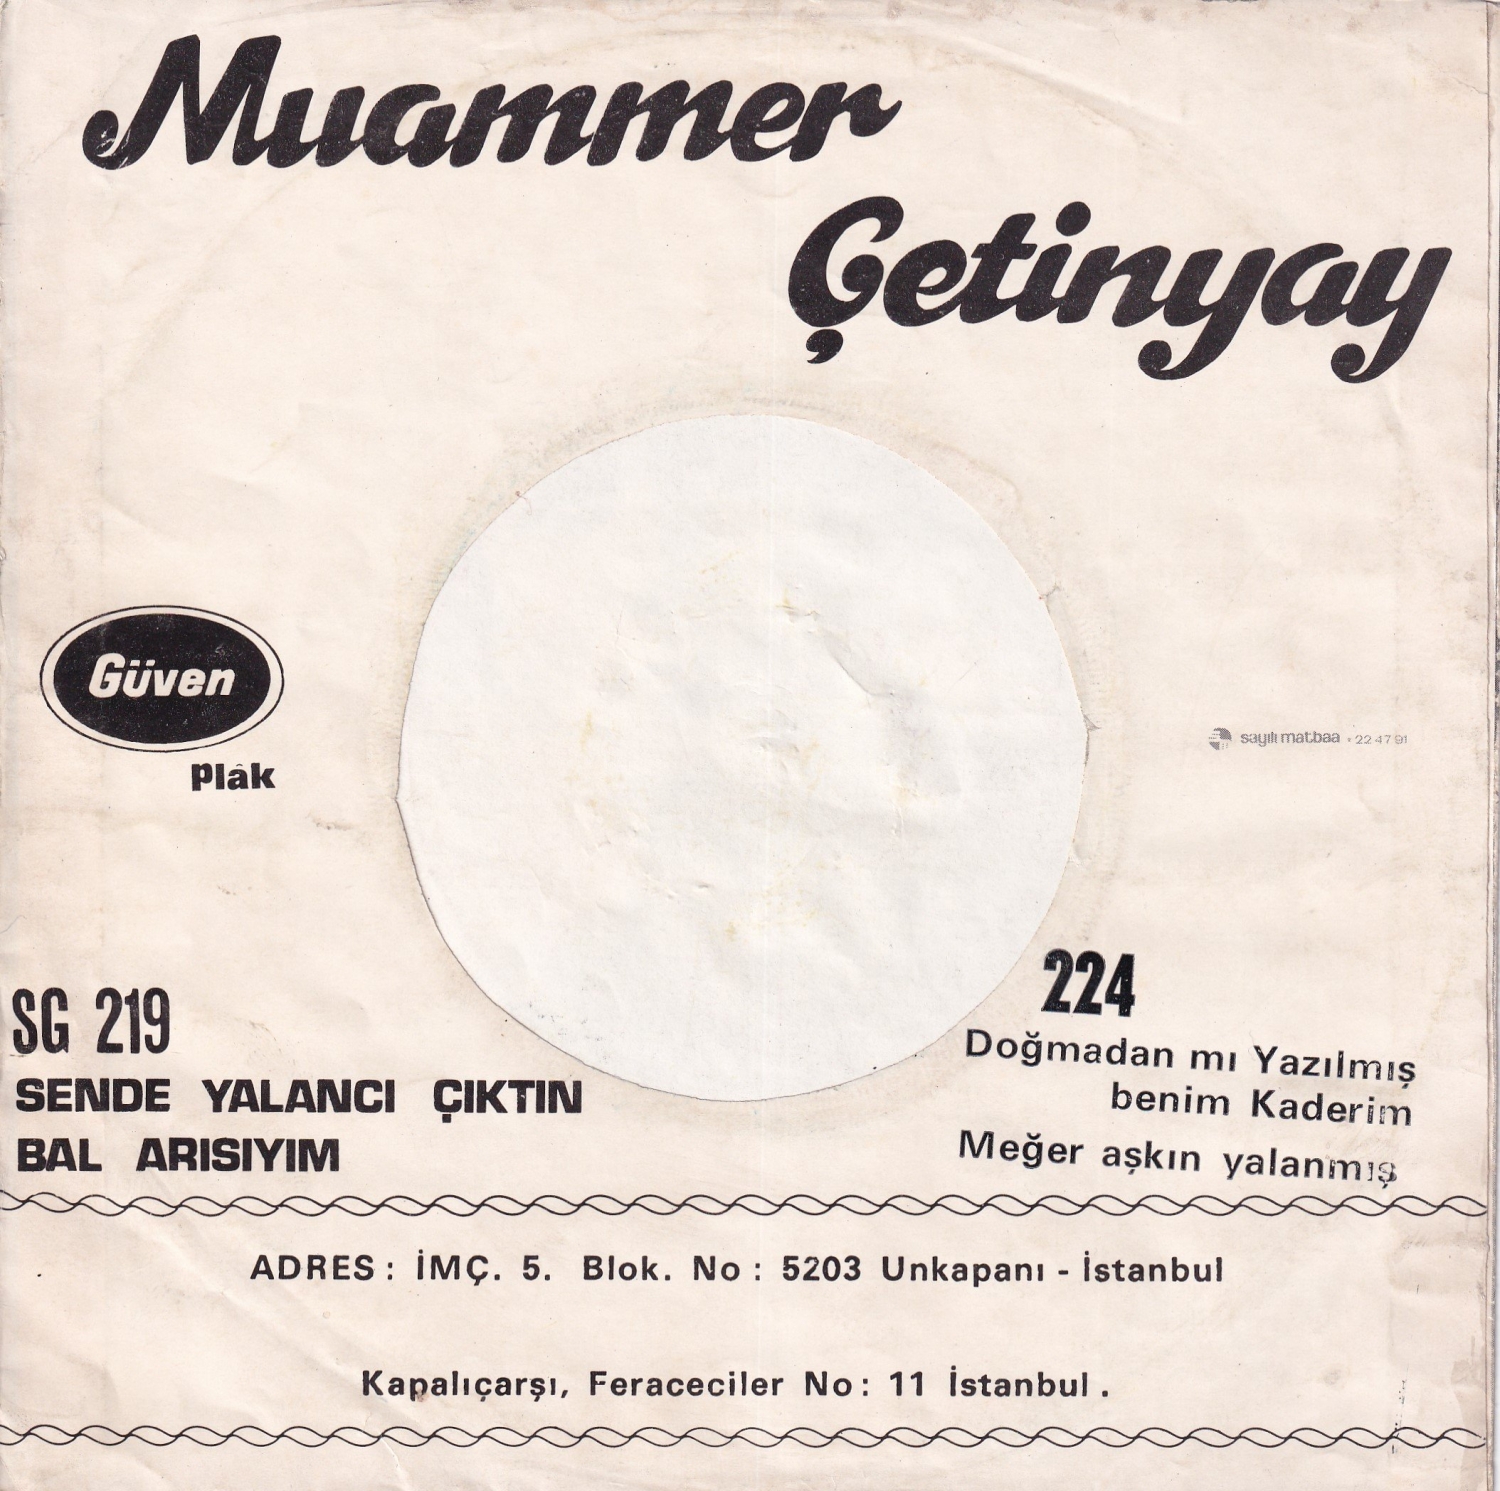 Muammer
Çetinyay
Güven
plâk
sayılı matbaa • 22 47 91
SG 219
SENDE YALANCI ÇIKTIN
BAL ARISIYIM
224
Doğmadan mı Yazılmış
benim Kaderim
Meğer aşkın yalanmış
ADRES : İMÇ. 5. Blok. No : 5203 Unkapanı - İstanbul
Kapalıçarşı, Feraceciler No : 11 İstanbul .